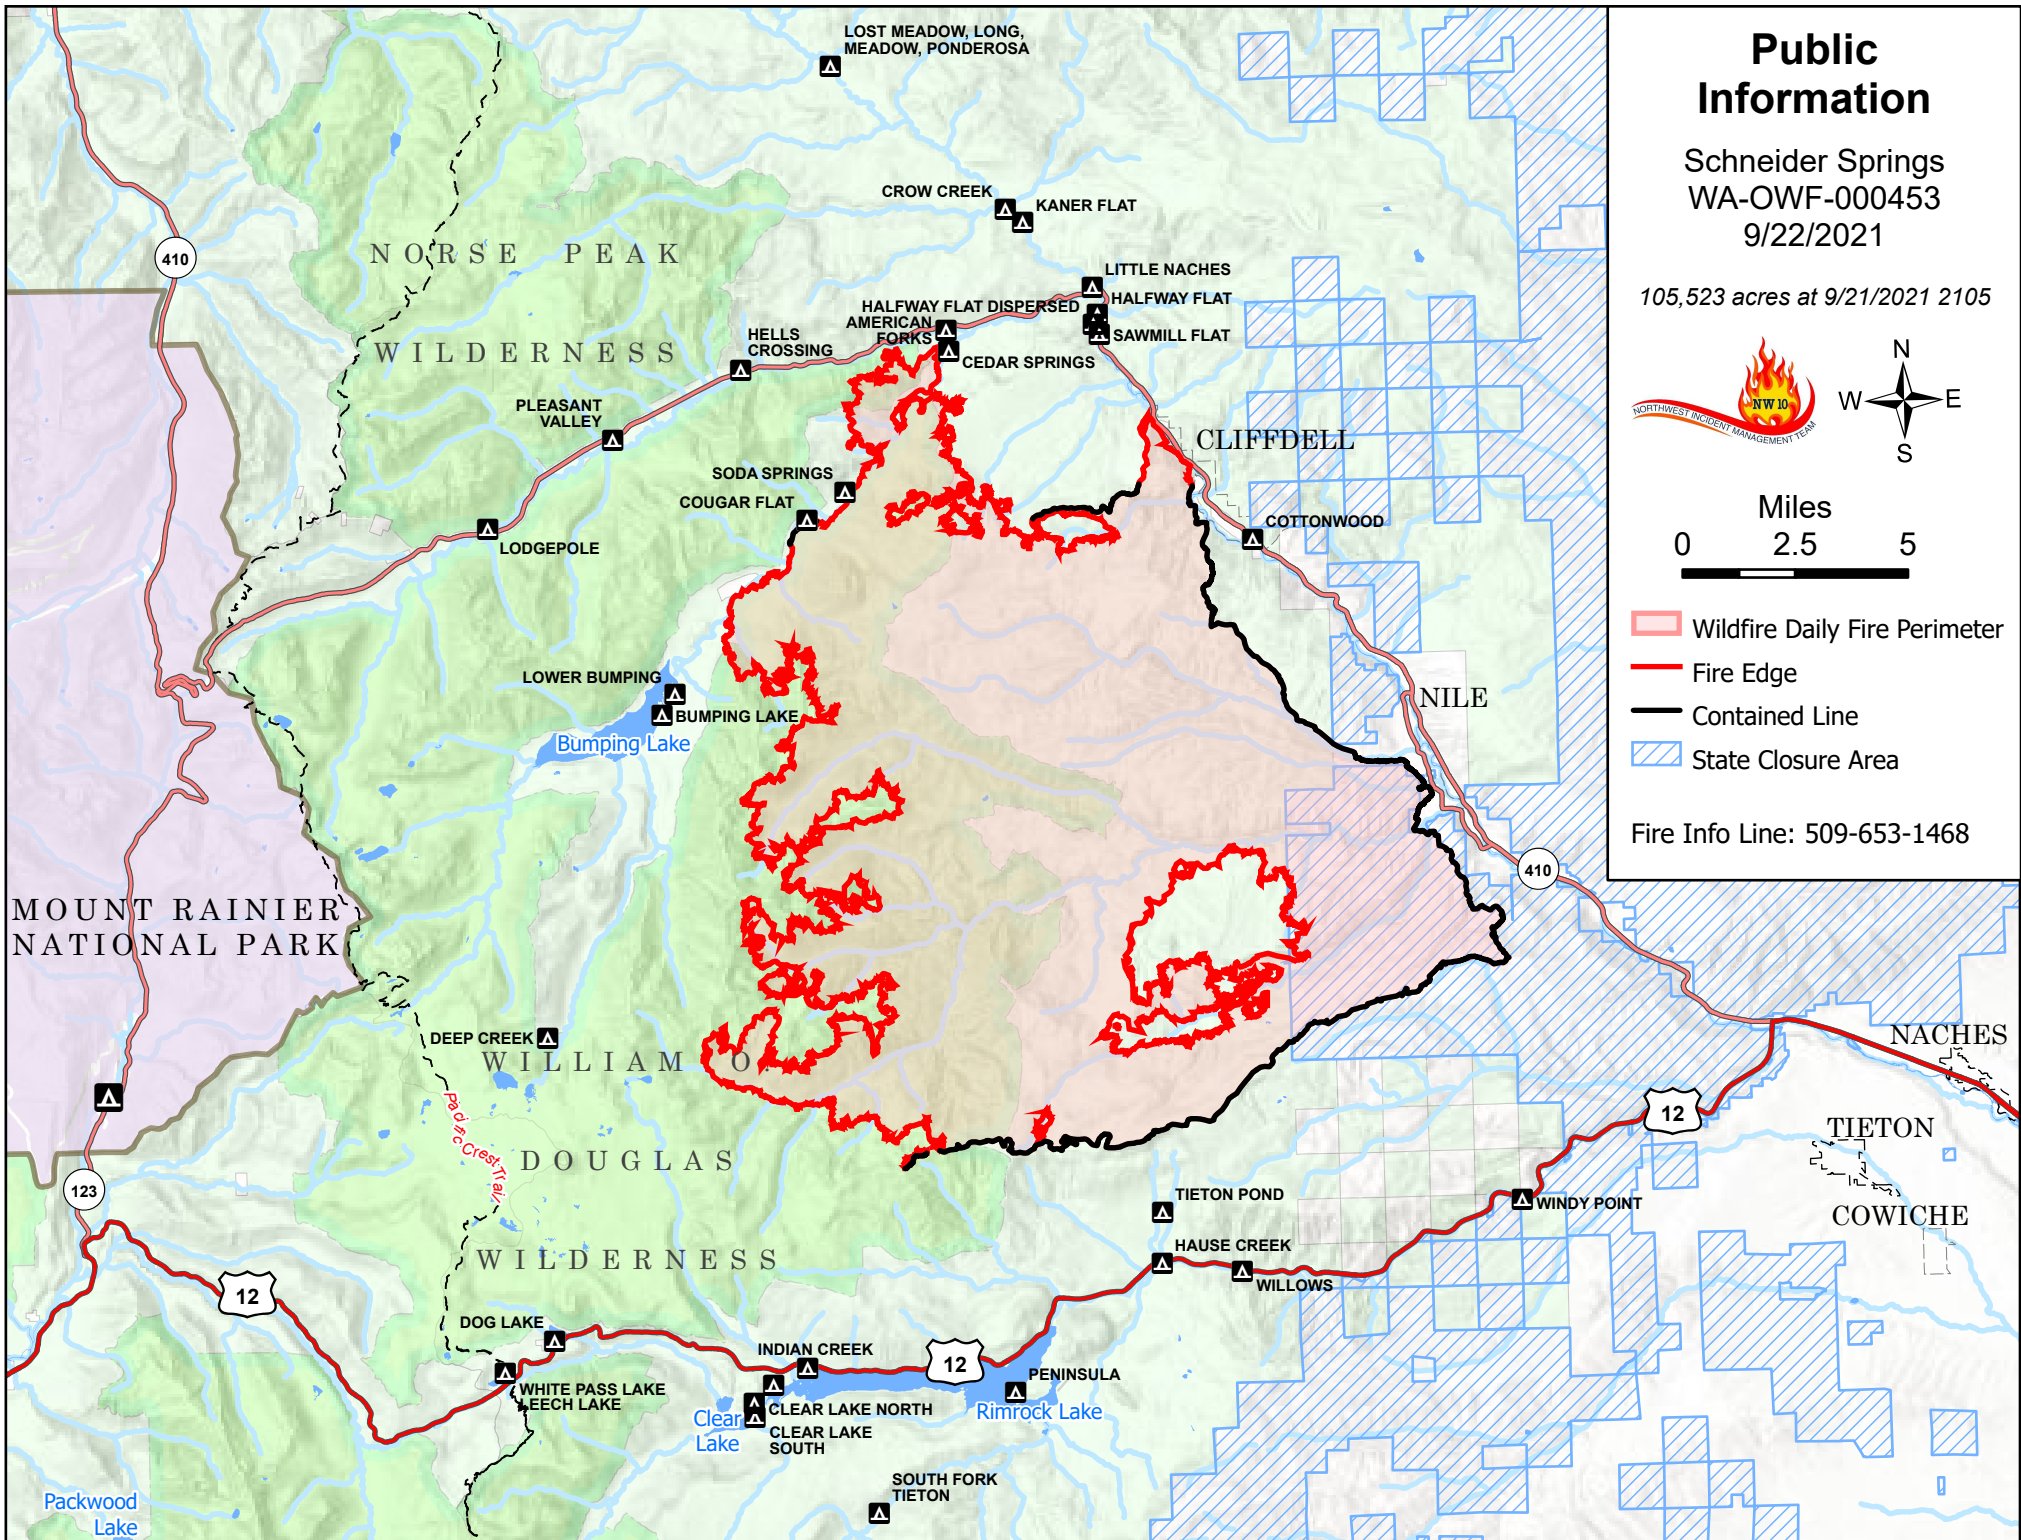 Public
Information
Schneider Springs
WA-OWF-000453
9/22/2021
105,523 acres at 9/21/2021 2105
NORTHWEST INCIDENT MANAGEMENT TEAM
NW 10
N
W
E
S
Miles
0 2.5 5
Wildfire Daily Fire Perimeter
Fire Edge
Contained Line
State Closure Area
Fire Info Line: 509-653-1468
LOST MEADOW, LONG,
MEADOW, PONDEROSA
CROW CREEK
KANER FLAT
410
NORSE PEAK
WILDERNESS
LITTLE NACHES
HALFWAY FLAT DISPERSED
HALFWAY FLAT
AMERICAN
FORKS
SAWMILL FLAT
CEDAR SPRINGS
HELLS
CROSSING
PLEASANT
VALLEY
CLIFFDELL
SODA SPRINGS
COUGAR FLAT
COTTONWOOD
LODGEPOLE
LOWER BUMPING
BUMPING LAKE
Bumping Lake
NILE
410
MOUNT RAINIER
NATIONAL PARK
DEEP CREEK
WILLIAM O.
DOUGLAS
WILDERNESS
Pacific Crest Trail
NACHES
12
TIETON
COWICHE
123
TIETON POND
WINDY POINT
HAUSE CREEK
WILLOWS
12
DOG LAKE
INDIAN CREEK
12
PENINSULA
WHITE PASS LAKE
LEECH LAKE
CLEAR LAKE NORTH
CLEAR LAKE
SOUTH
Clear
Lake
Rimrock Lake
SOUTH FORK
TIETON
Packwood
Lake